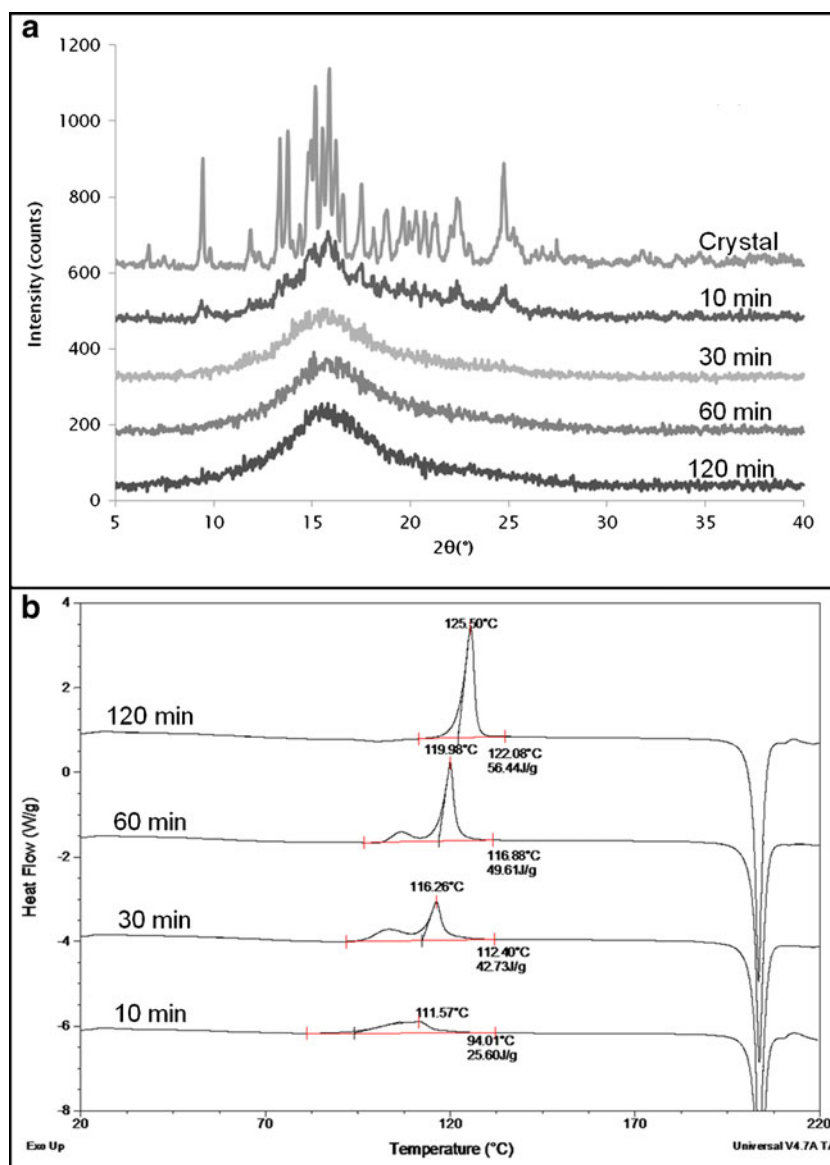 a
1200
1000
800
600
400
200
0
Intensity (counts)
Crystal
10 min
30 min
60 min
120 min
5 10 15 20 25 30 35 40
2θ(°)
b
4
2
0
-2
-4
-6
-8
Heat Flow (W/g)
125.50°C
120 min
122.08°C
56.44J/g
119.98°C
60 min
116.88°C
49.61J/g
116.26°C
30 min
112.40°C
42.73J/g
111.57°C
10 min
94.01°C
25.60J/g
20 70 120 170 220
Exo Up Temperature (°C) Universal V4.7A TA